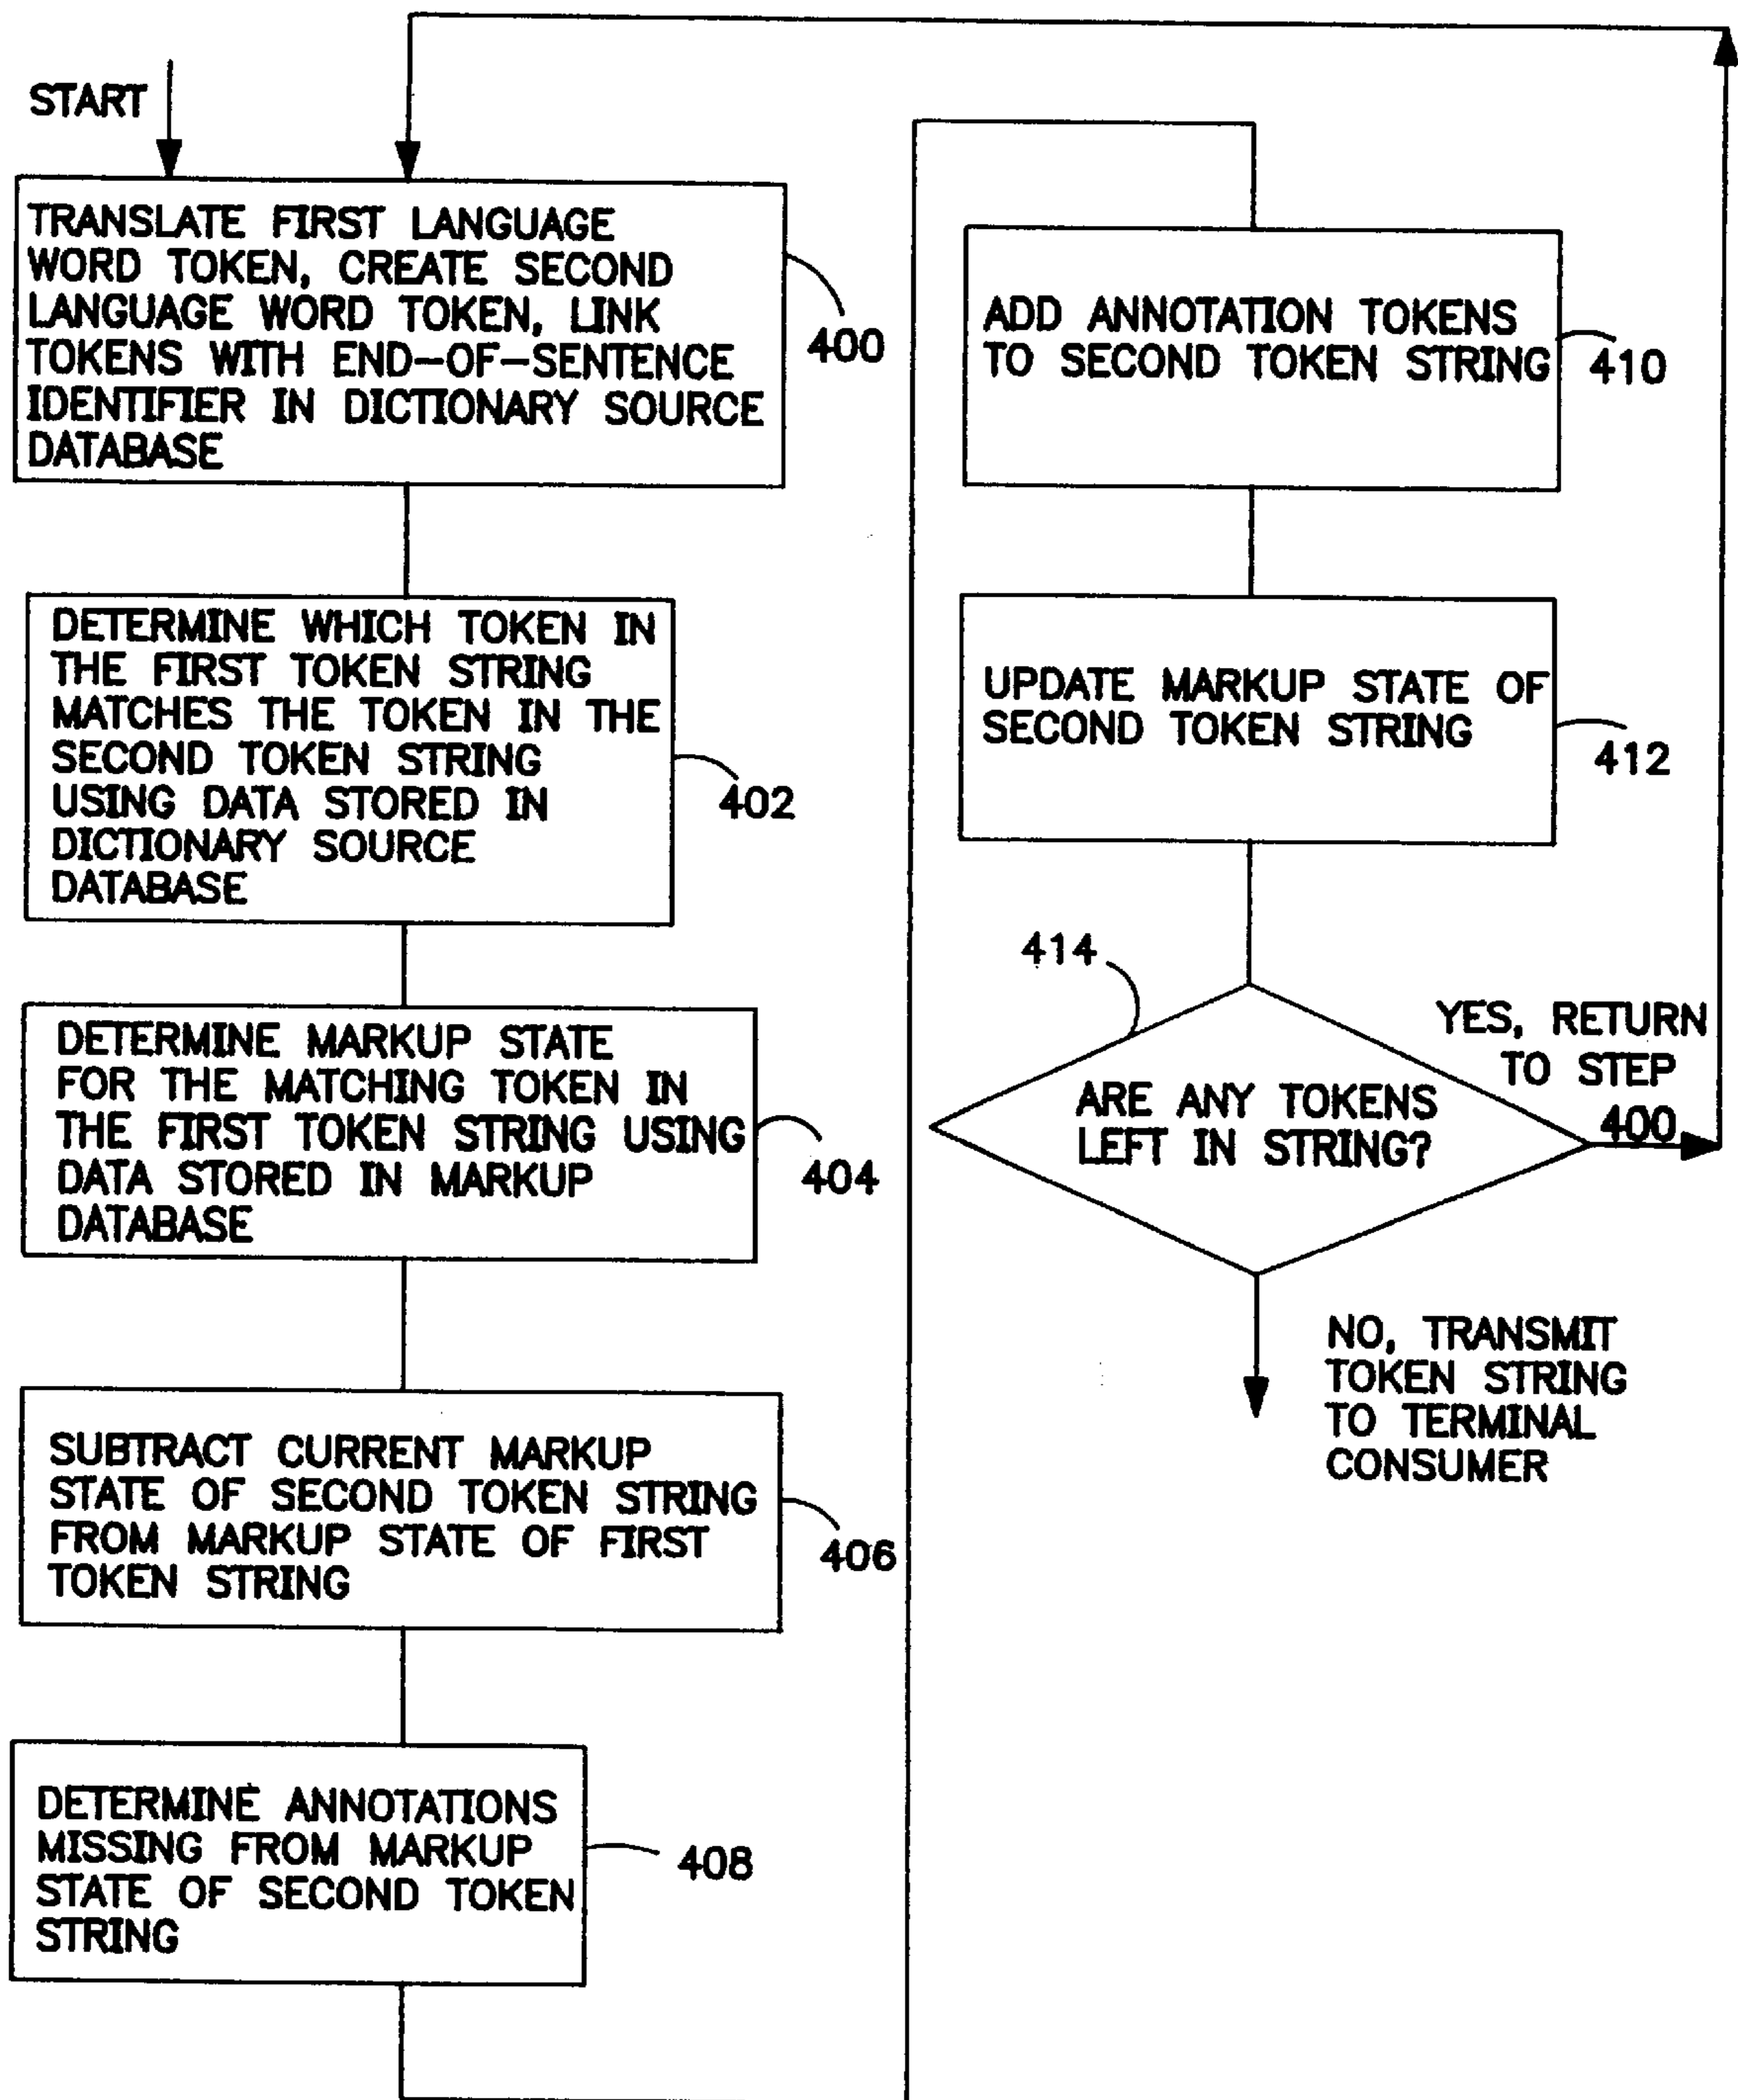 START
TRANSLATE FIRST LANGUAGE
WORD TOKEN, CREATE SECOND
LANGUAGE WORD TOKEN, LINK
TOKENS WITH END-OF-SENTENCE
IDENTIFIER IN DICTIONARY SOURCE
DATABASE
400
DETERMINE WHICH TOKEN IN
THE FIRST TOKEN STRING
MATCHES THE TOKEN IN THE
SECOND TOKEN STRING
USING DATA STORED IN
DICTIONARY SOURCE
DATABASE
402
DETERMINE MARKUP STATE
FOR THE MATCHING TOKEN IN
THE FIRST TOKEN STRING USING
DATA STORED IN MARKUP
DATABASE
404
SUBTRACT CURRENT MARKUP
STATE OF SECOND TOKEN STRING
FROM MARKUP STATE OF FIRST
TOKEN STRING
406
DETERMINE ANNOTATIONS
MISSING FROM MARKUP
STATE OF SECOND TOKEN
STRING
408
ADD ANNOTATION TOKENS
TO SECOND TOKEN STRING
410
UPDATE MARKUP STATE OF
SECOND TOKEN STRING
412
414
ARE ANY TOKENS
LEFT IN STRING?
YES, RETURN
TO STEP
400
NO, TRANSMIT
TOKEN STRING
TO TERMINAL
CONSUMER